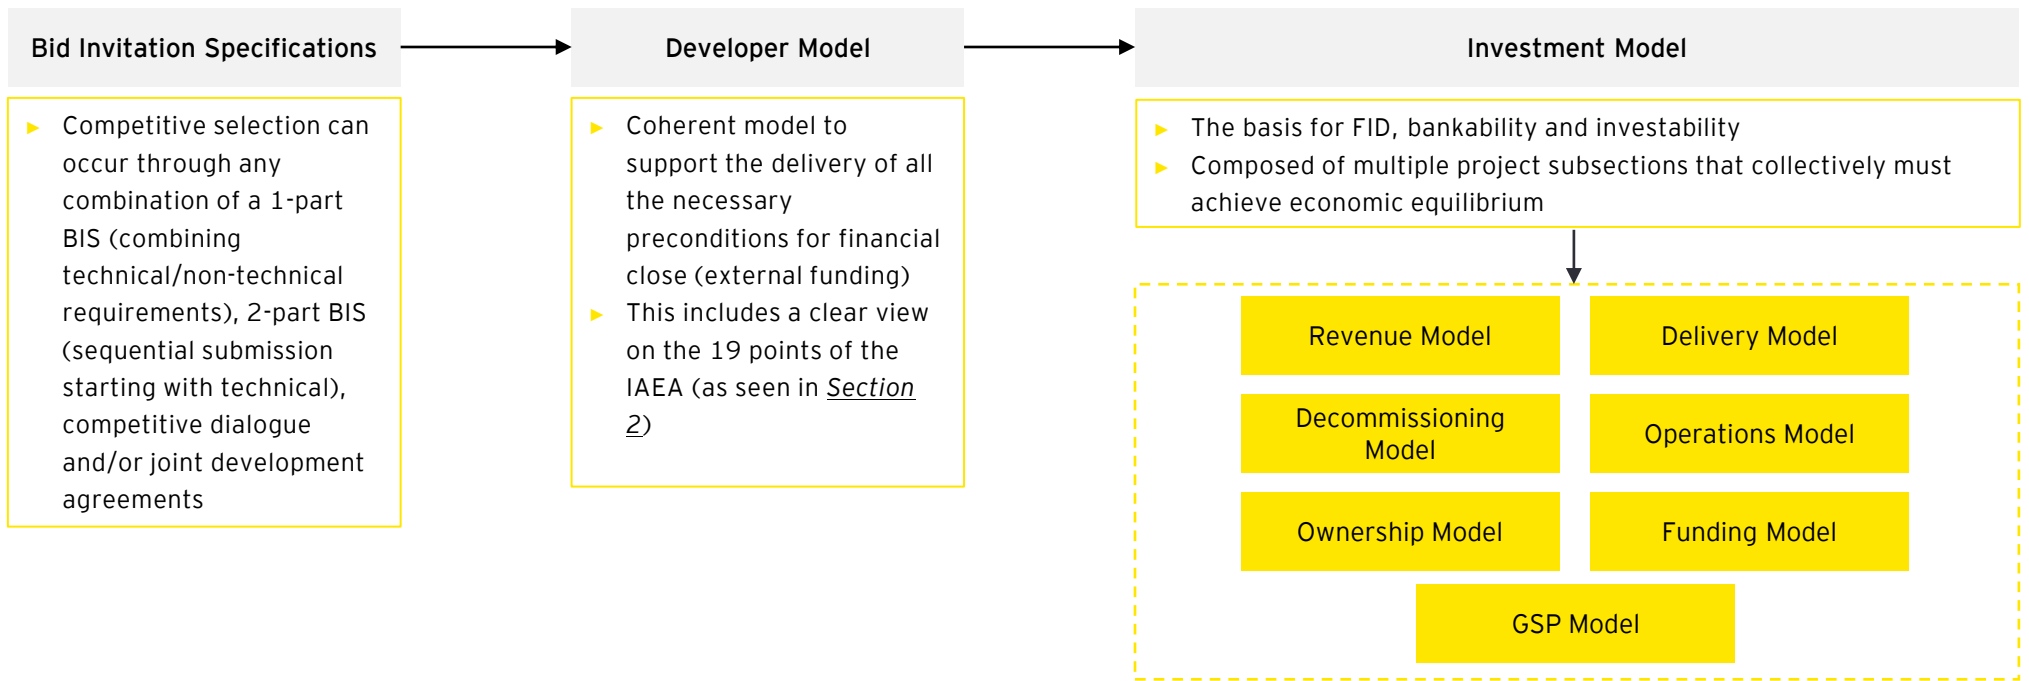 Bid Invitation Specifications
Competitive selection can
occur through any
combination of a 1-part
BIS (combining
technical/non-technical
requirements), 2-part BIS
(sequential submission
starting with technical),
competitive dialogue
and/or joint development
agreements
Developer Model
Coherent model to
support the delivery of all
the necessary
preconditions for financial
close (external funding)
This includes a clear view
on the 19 points of the
IAEA (as seen in Section
2)
Investment Model
The basis for FID, bankability and investability
Composed of multiple project subsections that collectively must
achieve economic equilibrium
Revenue Model
Delivery Model
Decommissioning
Model
Operations Model
Ownership Model
Funding Model
GSP Model